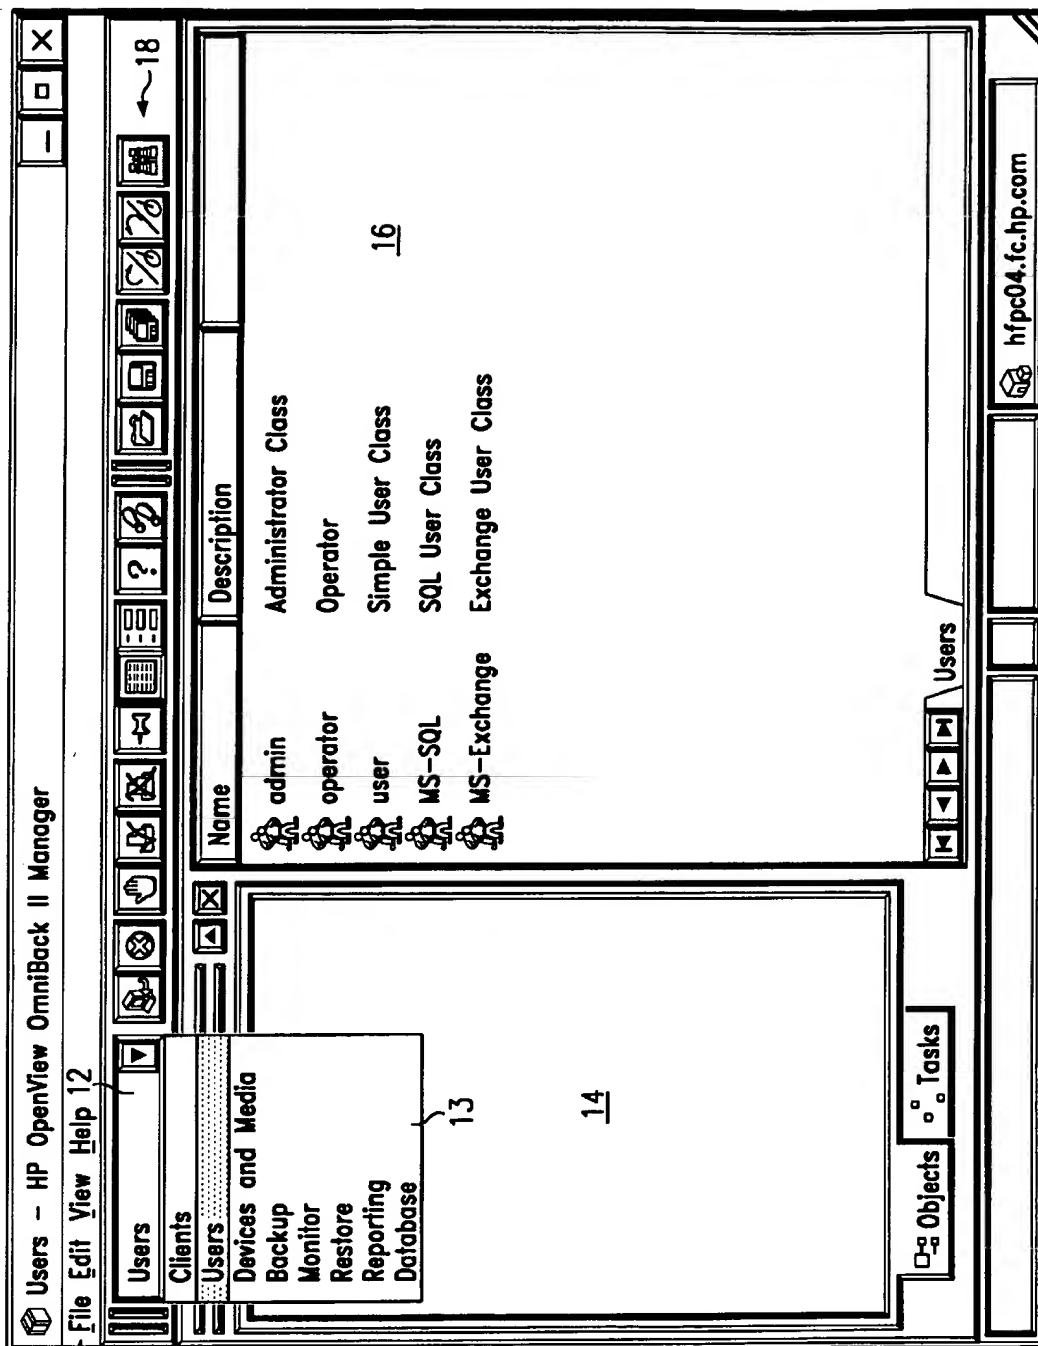 Users – HP OpenView OmniBack II Manager
File Edit View Help 12
Users
18
?
Clients
Users
Devices and Media
Backup
Monitor
Restore
Reporting
Database
13
14
Objects
Tasks
Name Description
admin Administrator Class
operator Operator
user Simple User Class
MS-SQL SQL User Class
MS-Exchange Exchange User Class
16
Users
hfpc04.fc.hp.com